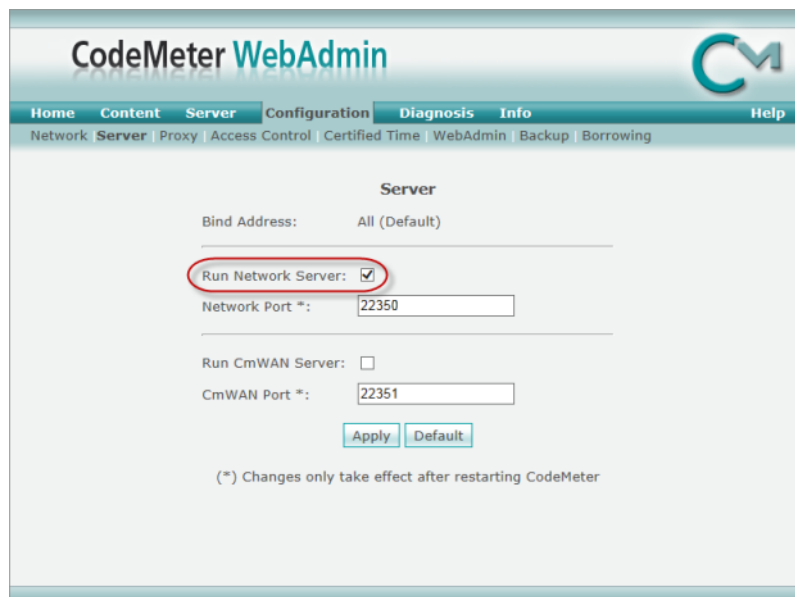 CodeMeter WebAdmin
CM
Home Content Server Configuration Diagnosis Info Help
Network | Server | Proxy | Access Control | Certified Time | WebAdmin | Backup | Borrowing
Server
Bind Address: All (Default)
Run Network Server:
Network Port *: 22350
Run CmWAN Server:
CmWAN Port *: 22351
Apply Default
(*) Changes only take effect after restarting CodeMeter